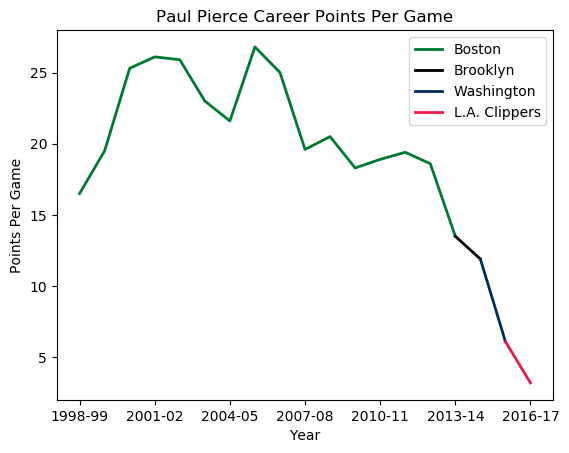 Paul Pierce Career Points Per Game
Boston
Brooklyn
Washington
L.A. Clippers
Points Per Game
25
20
15
10
5
1998-99 2001-02 2004-05 2007-08 2010-11 2013-14 2016-17
Year